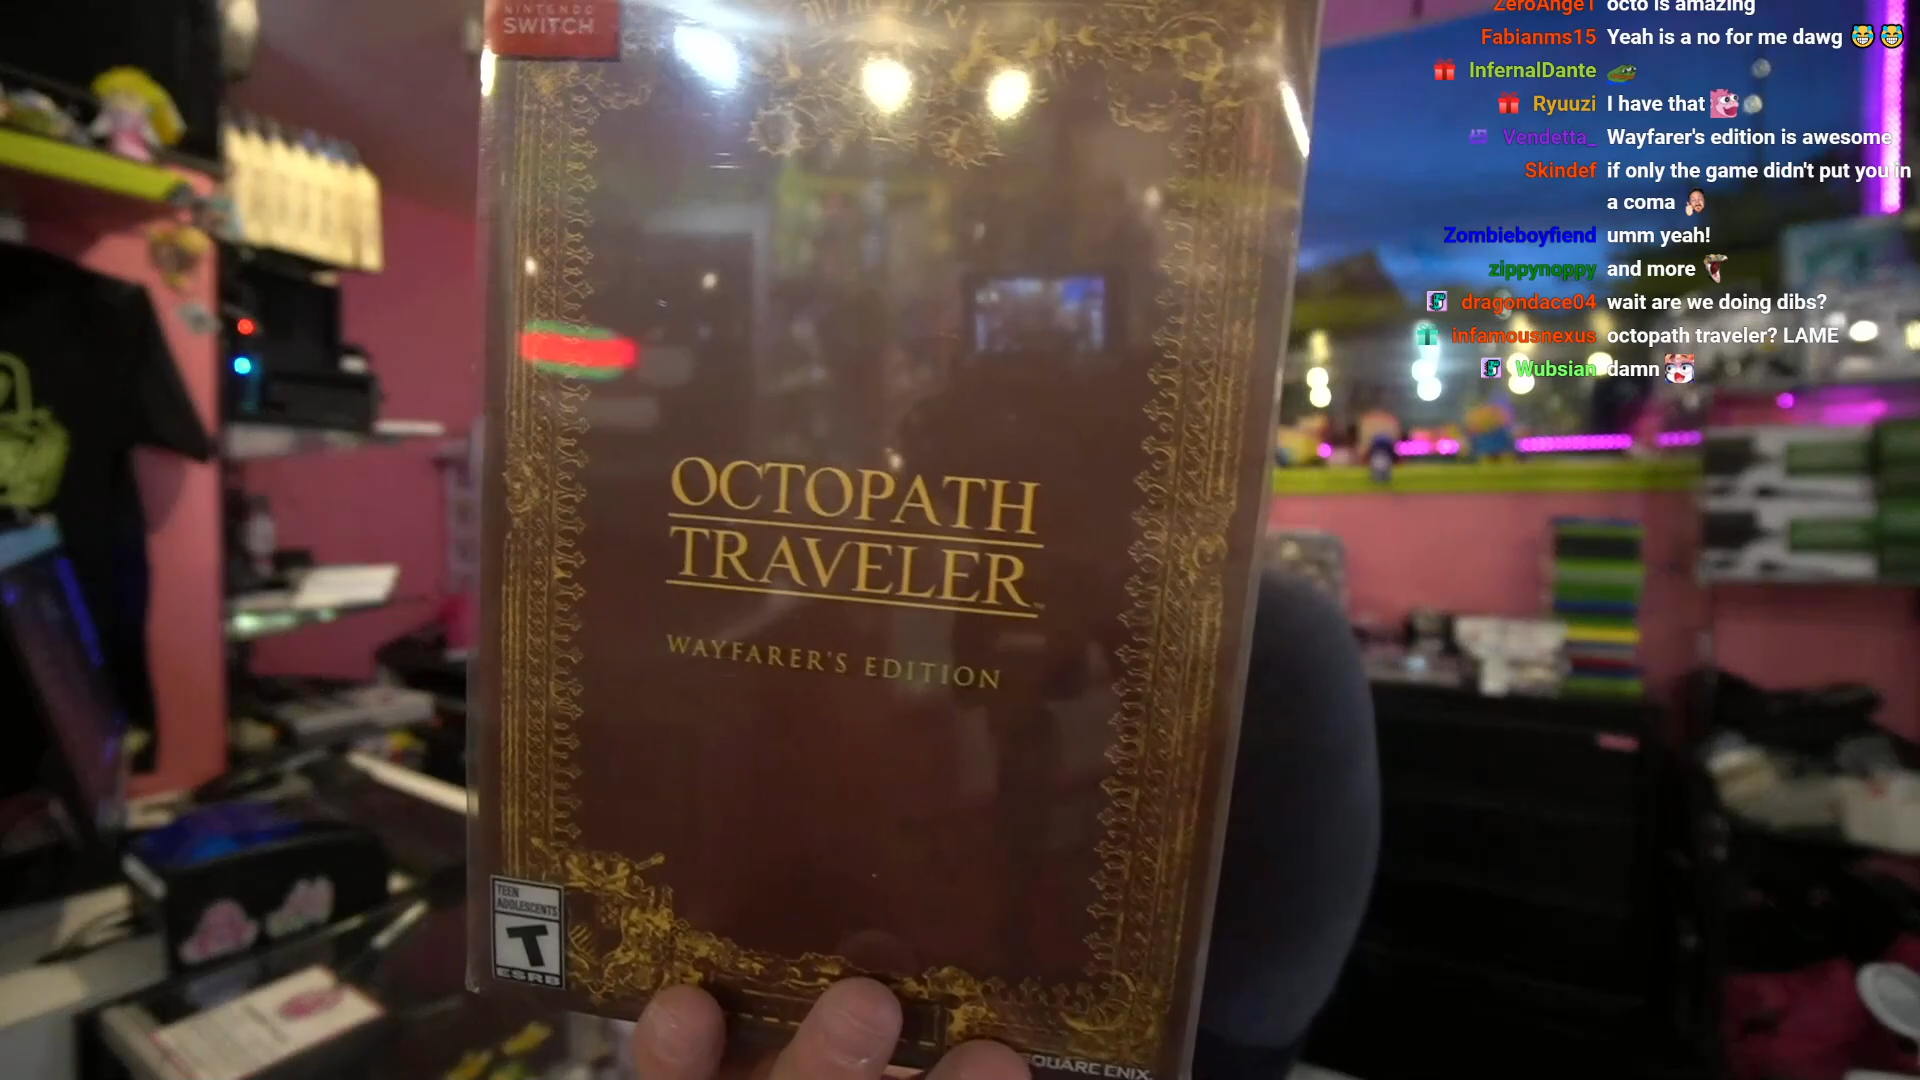 NINTENDO
SWITCH
OCTOPATH
TRAVELER
WAYFARER'S EDITION
TEEN
ADOLESCENTS
T
ESRB
SQUARE ENIX
ZeroAngel octo is amazing
Fabianms15 Yeah is a no for me dawg
InfernalDante
Ryuuzi I have that
Vendetta_ Wayfarer's edition is awesome
Skindef if only the game didn't put you in
a coma
Zombieboyfiend umm yeah!
zippynoppy and more
dragondace04 wait are we doing dibs?
infamousnexus octopath traveler? LAME
Wubsian damn